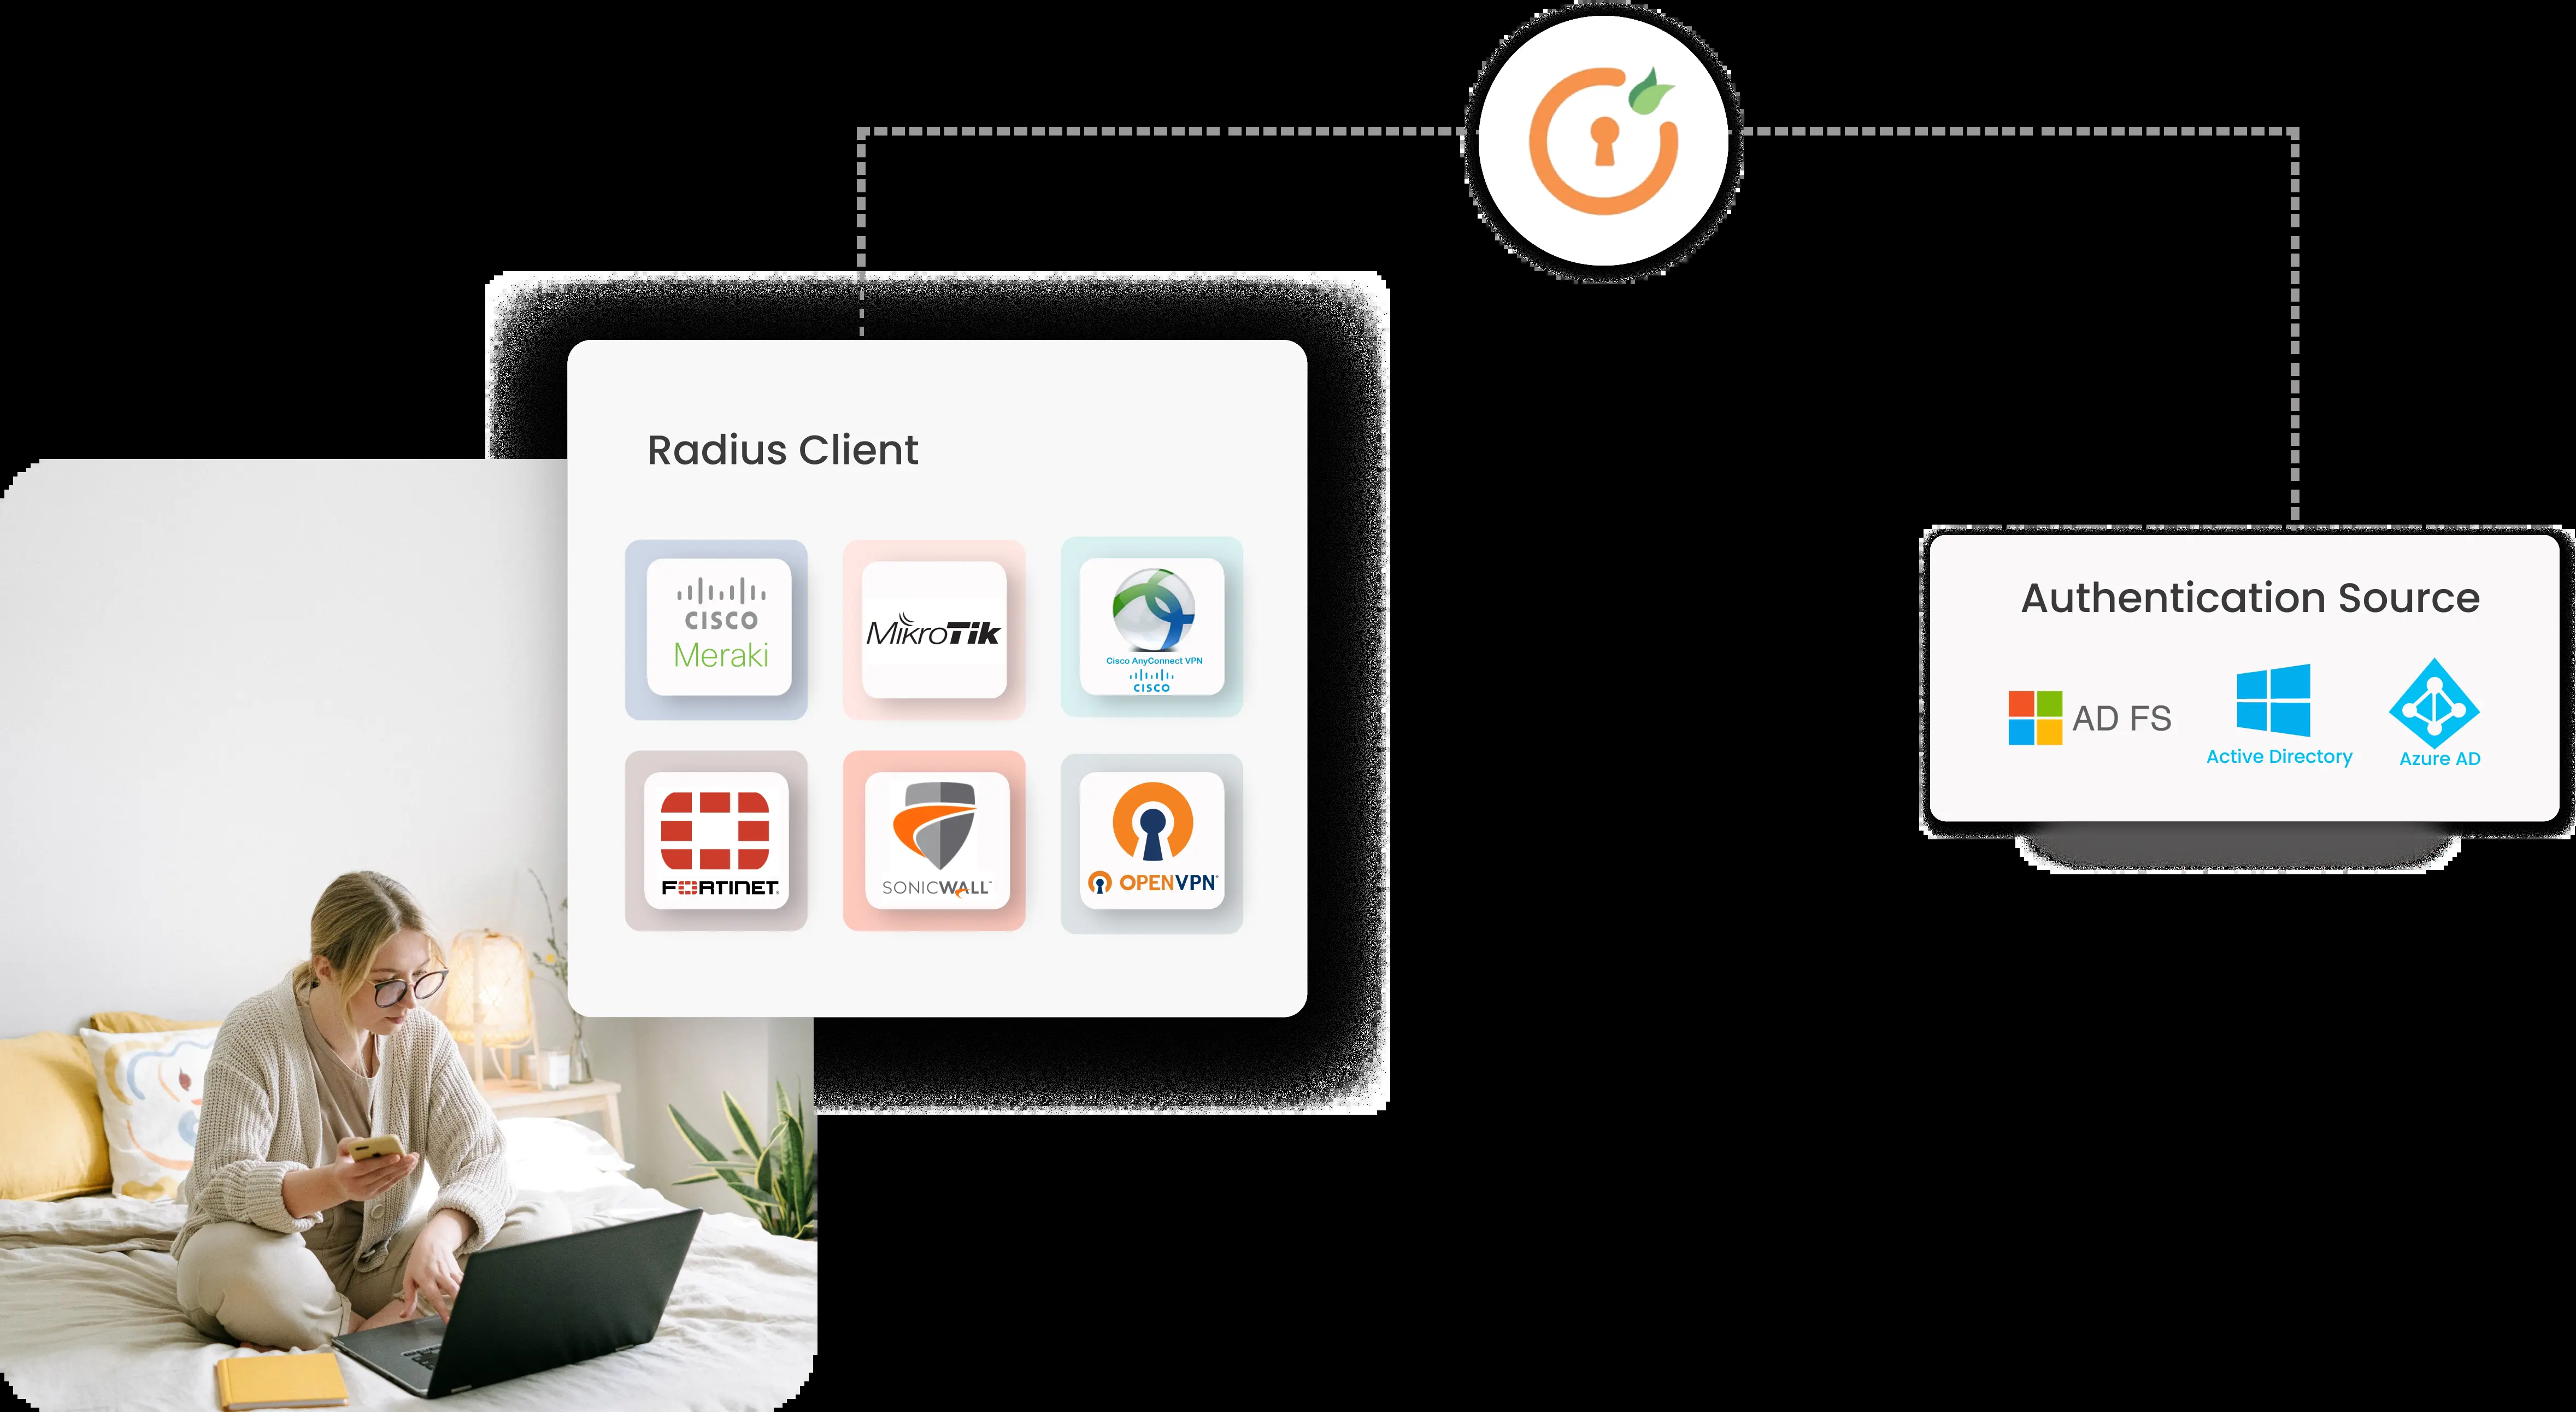 Radius Client
CISCO
Meraki
MikroTik
Cisco AnyConnect VPN
CISCO
FORTINET
SONICWALL
OPENVPN
Authentication Source
AD FS
Active Directory
Azure AD